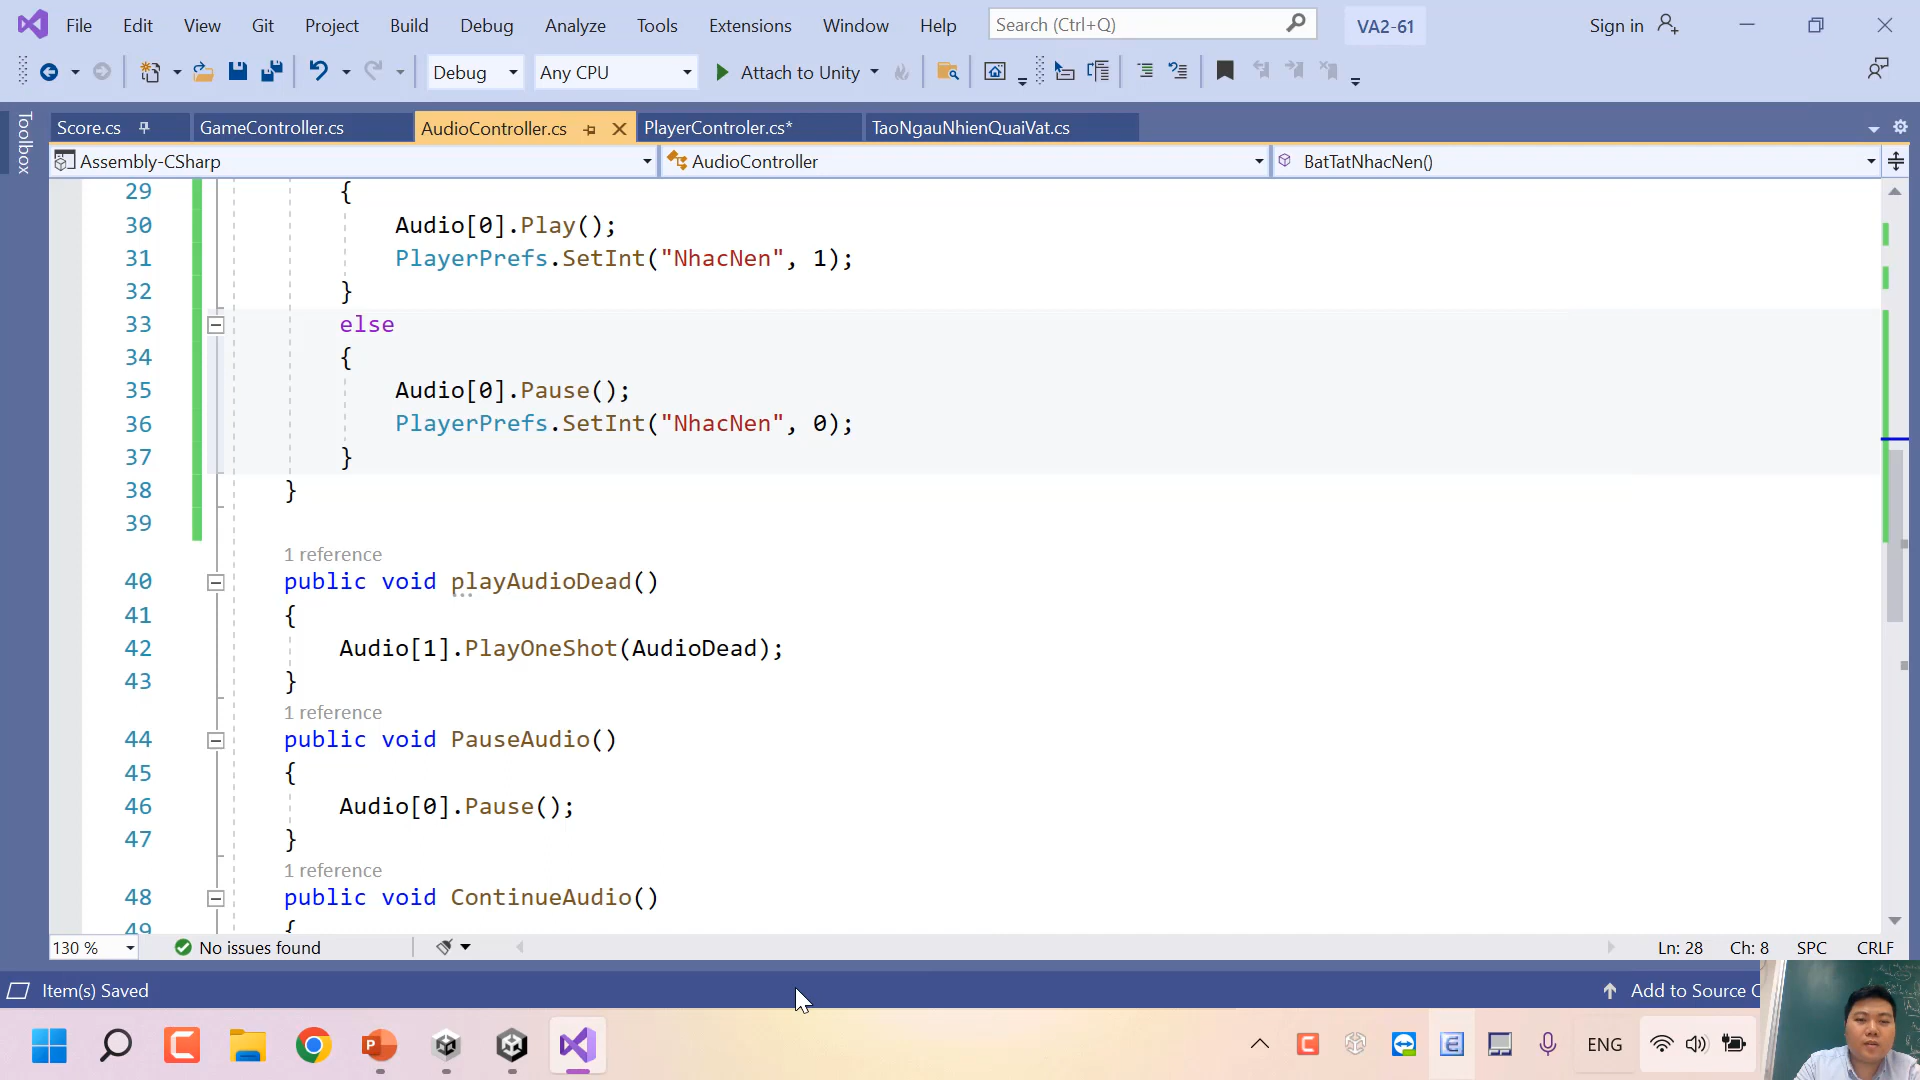 File Edit View Git Project Build Debug Analyze Tools Extensions Window Help Search (Ctrl+Q) VA2-61 Sign in
Debug Any CPU Attach to Unity
Toolbox
Score.cs GameController.cs AudioController.cs PlayerControler.cs* TaoNgauNhienQuaiVat.cs
Assembly-CSharp AudioController BatTatNhacNen()
29 {
30 Audio[0].Play();
31 PlayerPrefs.SetInt("NhacNen", 1);
32 }
33 else
34 {
35 Audio[0].Pause();
36 PlayerPrefs.SetInt("NhacNen", 0);
37 }
38 }
39
1 reference
40 public void playAudioDead()
41 {
42 Audio[1].PlayOneShot(AudioDead);
43 }
1 reference
44 public void PauseAudio()
45 {
46 Audio[0].Pause();
47 }
1 reference
48 public void ContinueAudio()
49 {
130 % No issues found Ln: 28 Ch: 8 SPC CRLF
Item(s) Saved Add to Source C
ENG